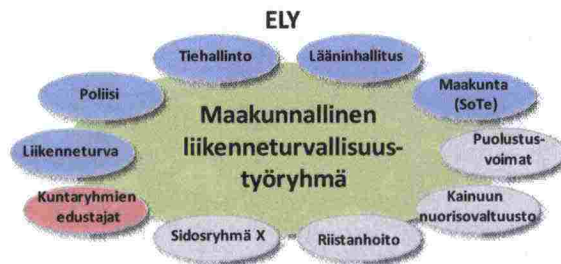 ELY
Tiehallinto
Lääninhallitus
Poliisi
Maakunta
(SoTe)
Maakunnallinen
liikenneturvallisuus-
työryhmä
Liikenneturva
Puolustus-
voimat
Kuntaryhmien
edustajat
Kainuun
nuorisovaltuusto
Sidosryhmä X
Riistanhoito